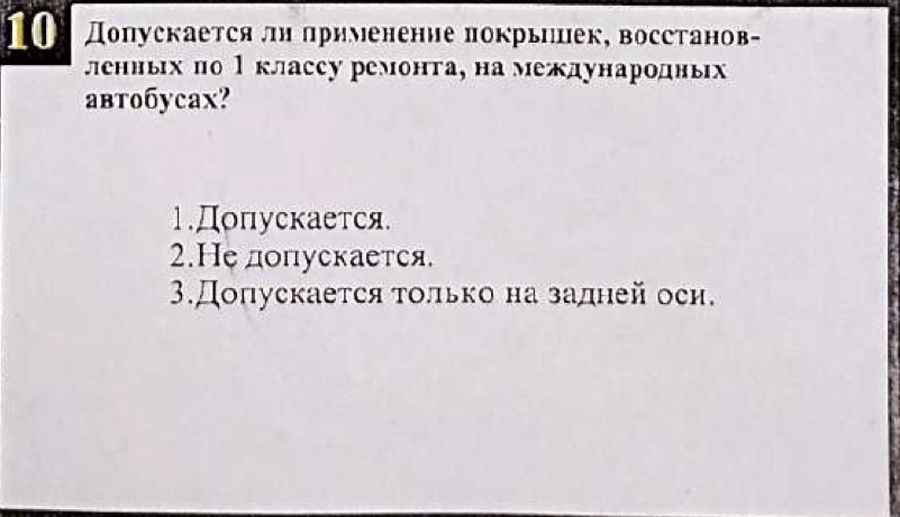 10
Допускается ли применение покрышек, восстанов-
ленных по 1 классу ремонта, на международных
автобусах?
1.Допускается.
2.Не допускается.
3.Допускается только на задней оси.